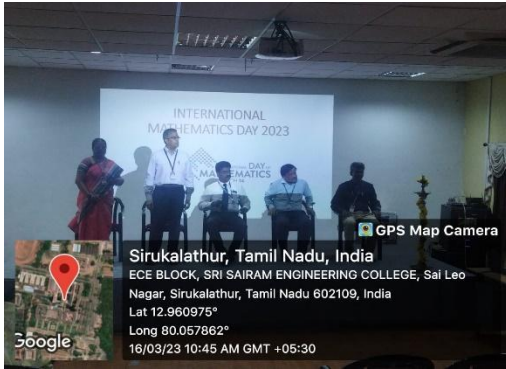 INTERNATIONAL
MATHEMATICS DAY 2023
DAY OF
MATHEMATICS
GPS Map Camera
Sirukalathur, Tamil Nadu, India
ECE BLOCK, SRI SAIRAM ENGINEERING COLLEGE, Sai Leo
Nagar, Sirukalathur, Tamil Nadu 602109, India
Lat 12.960975°
Long 80.057862°
16/03/23 10:45 AM GMT +05:30
Google